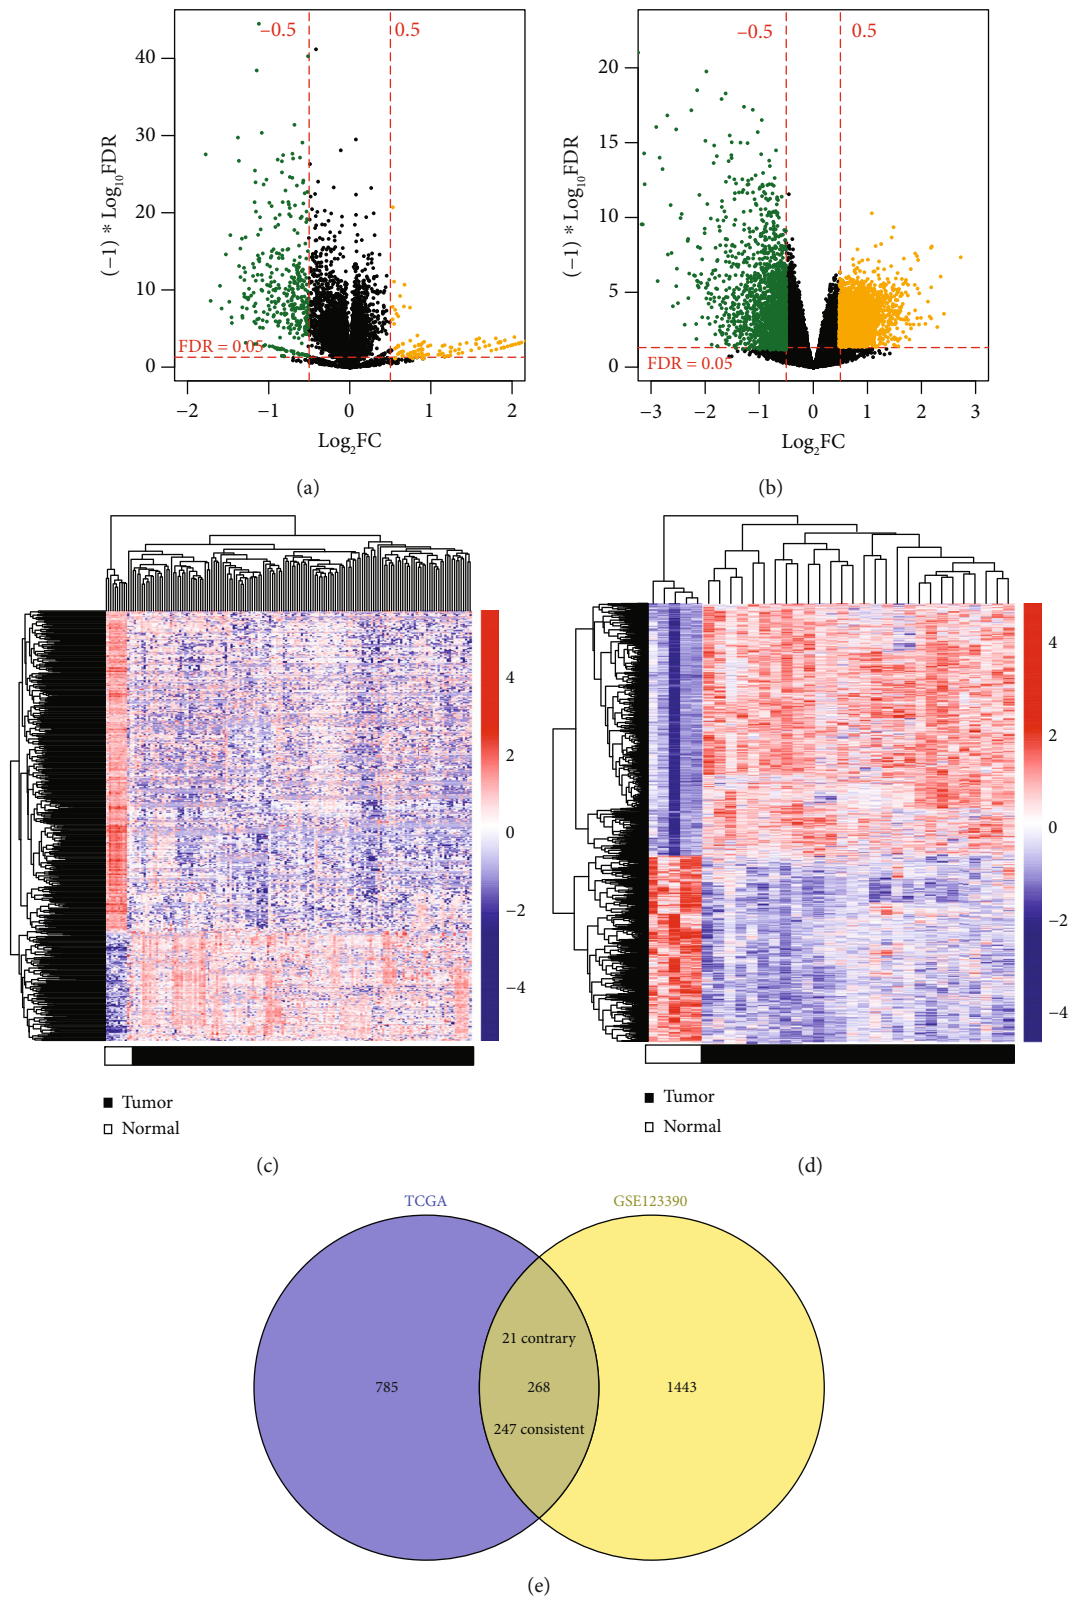 −0.5 0.5
40
30
20
10
0
(−1) * Log10FDR
FDR = 0.05
−2 −1 0 1 2
Log2FC
(a)
−0.5 0.5
20
15
10
5
0
(−1) * Log10FDR
FDR = 0.05
−3 −2 −1 0 1 2 3
Log2FC
(b)
4
2
0
−2
−4
Tumor
Normal
(c)
4
2
0
−2
−4
Tumor
Normal
(d)
TCGA GSE123390
21 contrary
785 268 1443
247 consistent
(e)